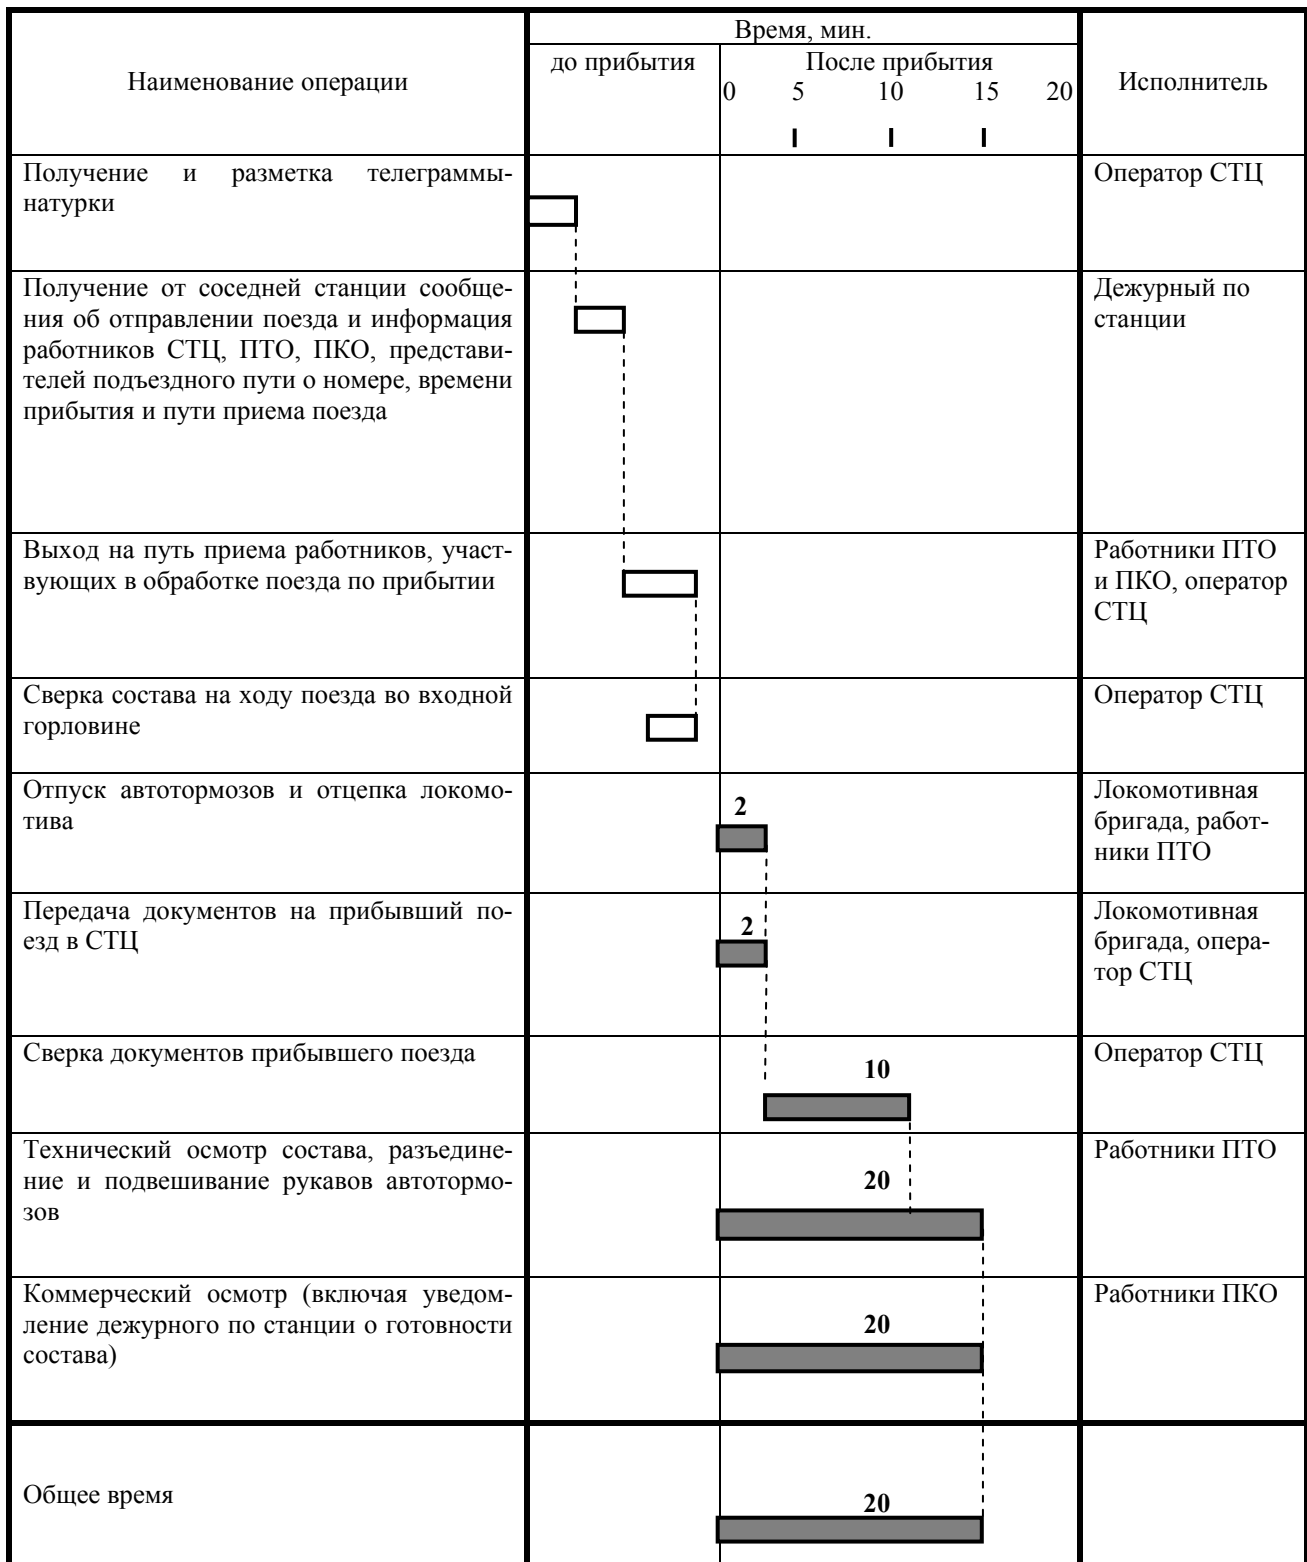 Наименование операции
Время, мин.
до прибытия
После прибытия
0 5 10 15 20
Исполнитель
Получение и разметка телеграммы-
натурки
Оператор СТЦ
Получение от соседней станции сообще-
ния об отправлении поезда и информация
работников СТЦ, ПТО, ПКО, представи-
телей подъездного пути о номере, времени
прибытия и пути приема поезда
Дежурный по
станции
Выход на путь приема работников, участ-
вующих в обработке поезда по прибытии
Работники ПТО
и ПКО, оператор
СТЦ
Сверка состава на ходу поезда во входной
горловине
Оператор СТЦ
Отпуск автотормозов и отцепка локомо-
тива
2
Локомотивная
бригада, работ-
ники ПТО
Передача документов на прибывший по-
езд в СТЦ
2
Локомотивная
бригада, опера-
тор СТЦ
Сверка документов прибывшего поезда
10
Оператор СТЦ
Технический осмотр состава, разъедине-
ние и подвешивание рукавов автотормо-
зов
20
Работники ПТО
Коммерческий осмотр (включая уведом-
ление дежурного по станции о готовности
состава)
20
Работники ПКО
Общее время
20